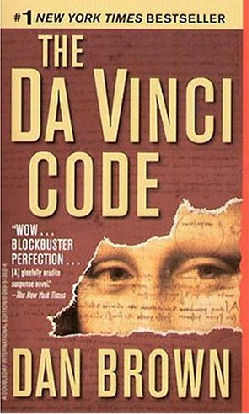 #1 NEW YORK TIMES BESTSELLER
THE
DA VINCI
CODE
"WOW . . .
BLOCKBUSTER
PERFECTION . . .
[A] gleefully erudite
suspense novel."
—The New York Times
DAN BROWN